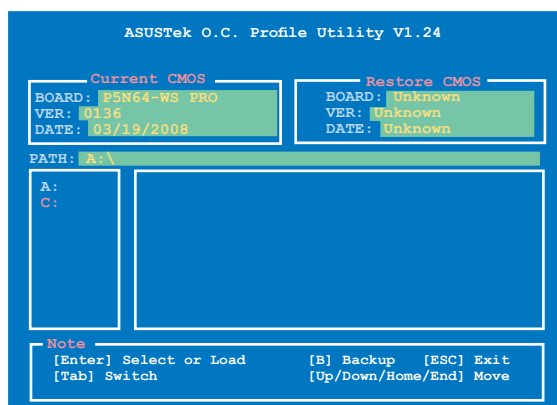 ASUSTek O.C. Profile Utility V1.24
Current CMOS
BOARD: P5N64-WS PRO
VER: 0136
DATE: 03/19/2008
Restore CMOS
BOARD: Unknown
VER: Unknown
DATE: Unknown
PATH: A:\
A:
C:
Note
[Enter] Select or Load [B] Backup [ESC] Exit
[Tab] Switch [Up/Down/Home/End] Move